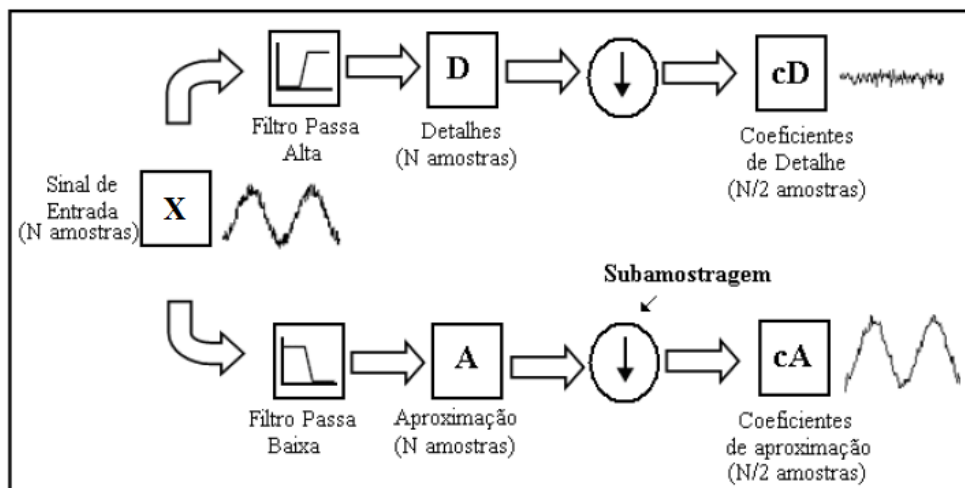 D
cD
Filtro Passa
Alta
Detalhes
(N amostras)
Coeficientes
de Detalhe
(N/2 amostras)
Sinal de
Entrada
(N amostras)
X
Subamostragem
A
cA
Filtro Passa
Baixa
Aproximação
(N amostras)
Coeficientes
de aproximação
(N/2 amostras)